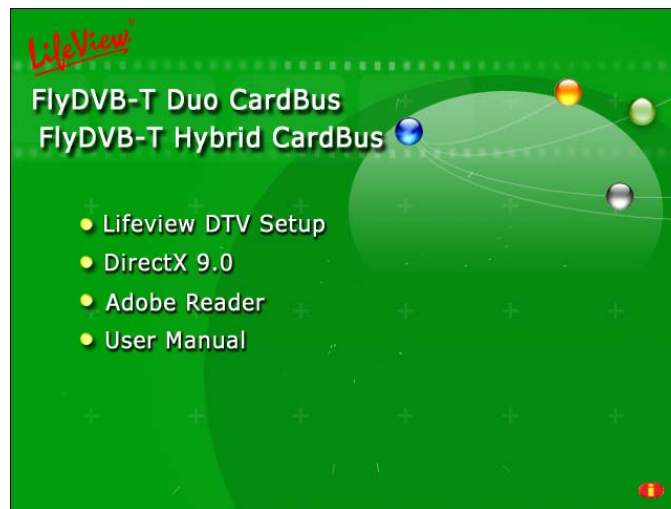 LifeView
FlyDVB-T Duo CardBus
FlyDVB-T Hybrid CardBus
Lifeview DTV Setup
DirectX 9.0
Adobe Reader
User Manual
i